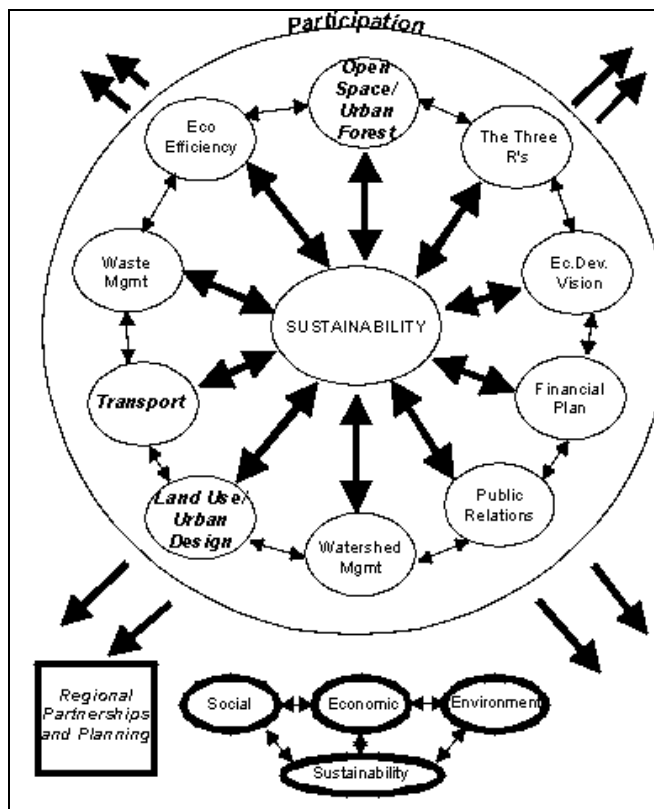 Participation
Open
Space/
Urban
Forest
Eco
Efficiency
The Three
R's
Waste
Mgmt
Ec.Dev.
Vision
SUSTAINABILITY
Transport
Financial
Plan
Land Use/
Urban
Design
Public
Relations
Watershed
Mgmt
Regional
Partnerships
and Planning
Social
Economic
Environment
Sustainability